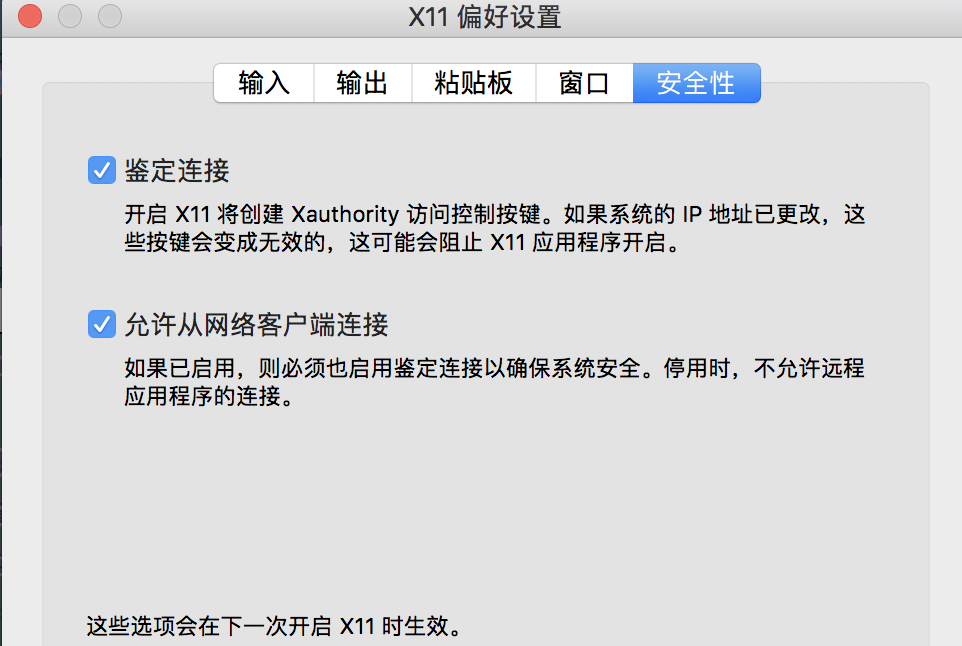 X11 偏好设置
输入 输出 粘贴板 窗口 安全性
鉴定连接
开启 X11 将创建 Xauthority 访问控制按键。如果系统的 IP 地址已更改，这
些按键会变成无效的，这可能会阻止 X11 应用程序开启。
允许从网络客户端连接
如果已启用，则必须也启用鉴定连接以确保系统安全。停用时，不允许远程
应用程序的连接。
这些选项会在下一次开启 X11 时生效。